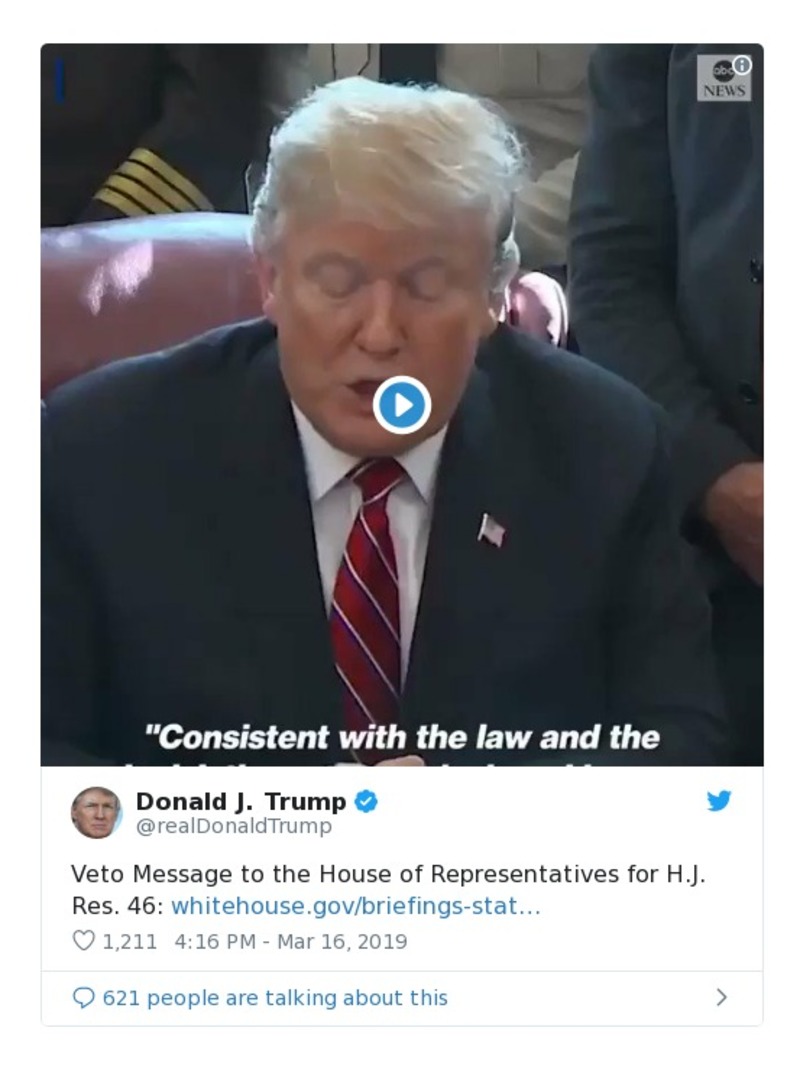 abc
NEWS
"Consistent with the law and the
Donald J. Trump
@realDonaldTrump
Veto Message to the House of Representatives for H.J.
Res. 46: whitehouse.gov/briefings-stat…
1,211 4:16 PM - Mar 16, 2019
621 people are talking about this